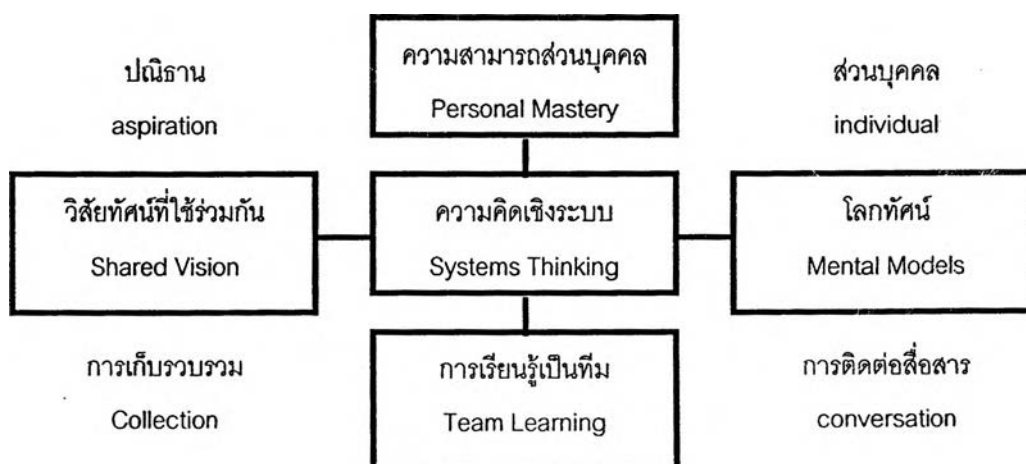 ความสามารถส่วนบุคคล
Personal Mastery
ปณิธาน
aspiration
ส่วนบุคคล
individual
วิสัยทัศน์ที่ใช้ร่วมกัน
Shared Vision
ความคิดเชิงระบบ
Systems Thinking
โลกทัศน์
Mental Models
การเก็บรวบรวม
Collection
การเรียนรู้เป็นทีม
Team Learning
การติดต่อสื่อสาร
conversation